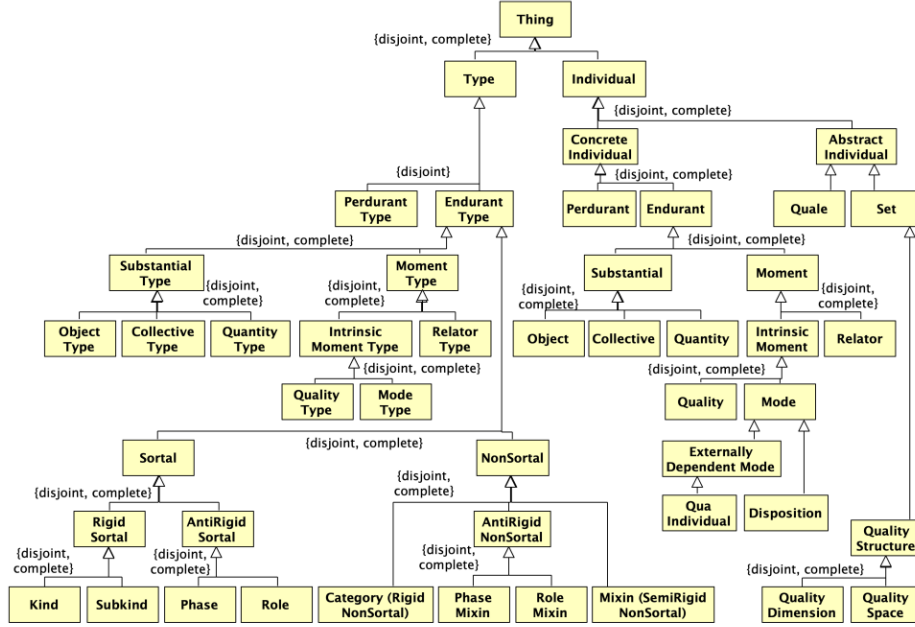 Thing
{disjoint, complete}
Type
Individual
{disjoint, complete}
Concrete
Individual
Abstract
Individual
{disjoint}
{disjoint, complete}
Perdurant
Type
Endurant
Type
Perdurant
Endurant
Quale
Set
{disjoint, complete}
{disjoint, complete}
Substantial
Type
{disjoint,
complete}
{disjoint,
complete}
Moment
Type
Substantial
{disjoint,
complete}
Moment
{disjoint,
complete}
Object
Type
Collective
Type
Quantity
Type
Intrinsic
Moment Type
Relator
Type
Object
Collective
Quantity
Intrinsic
Moment
Relator
{disjoint, complete}
{disjoint, complete}
Quality
Type
Mode
Type
Quality
Mode
{disjoint, complete}
Sortal
NonSortal
Externally
Dependent Mode
{disjoint, complete}
{disjoint,
complete}
Qua
Individual
Disposition
Rigid
Sortal
AntiRigid
Sortal
AntiRigid
NonSortal
Quality
Structure
{disjoint,
complete}
{disjoint,
complete}
{disjoint,
complete}
{disjoint, complete}
Kind
Subkind
Phase
Role
Category (Rigid
NonSortal)
Phase
Mixin
Role
Mixin
Mixin (SemiRigid
NonSortal)
Quality
Dimension
Quality
Space